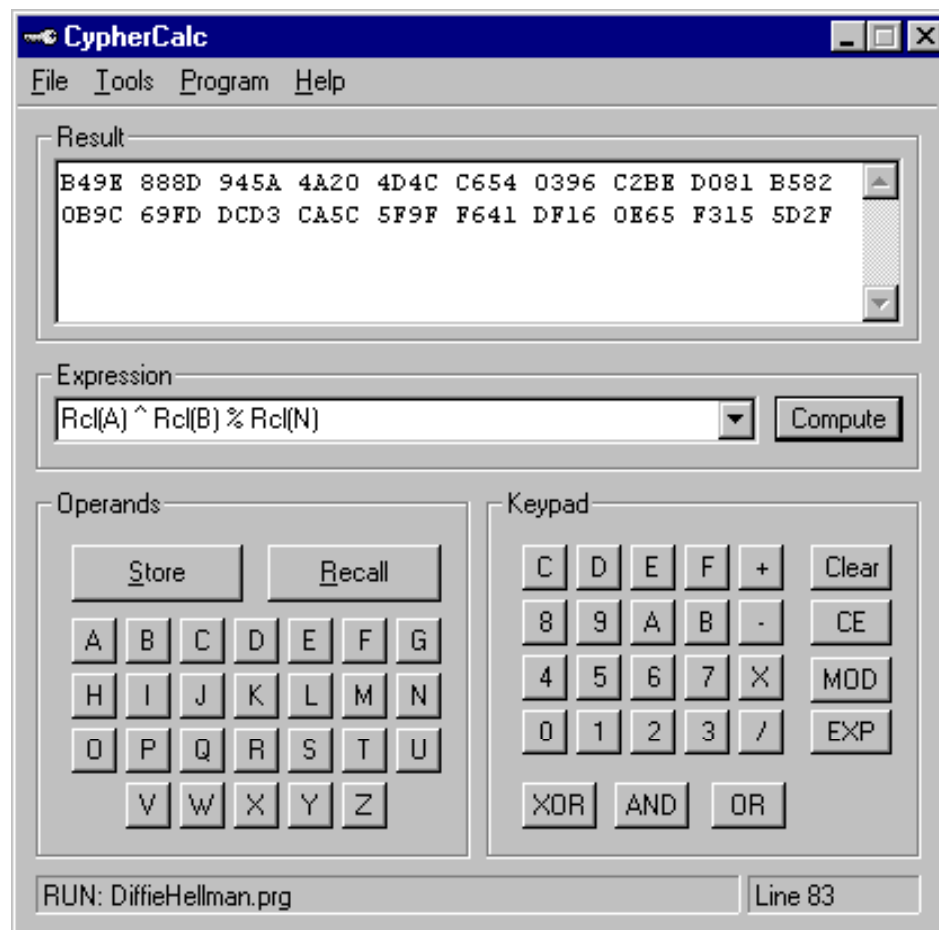 CypherCalc
File Tools Program Help
Result
B49E 888D 945A 4A20 4D4C C654 0396 C2BE D081 B582
0B9C 69FD DCD3 CA5C 5F9F F641 DF16 0E65 F315 5D2F
Expression
Rcl(A) ^ Rcl(B) % Rcl(N)
Compute
Operands
Store Recall
A B C D E F G
H I J K L M N
O P Q R S T U
V W X Y Z
Keypad
C D E F + Clear
8 9 A B - CE
4 5 6 7 X MOD
0 1 2 3 / EXP
XOR AND OR
RUN: DiffieHellman.prg
Line 83